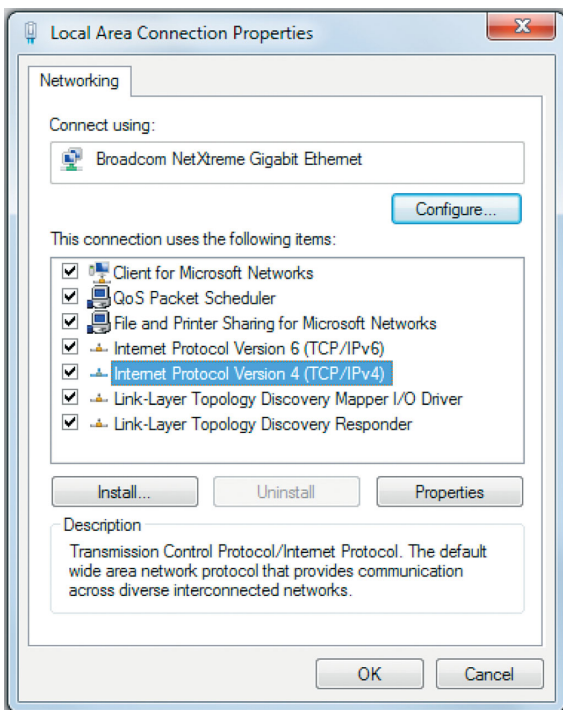 Local Area Connection Properties
Networking
Connect using:
Broadcom NetXtreme Gigabit Ethernet
Configure...
This connection uses the following items:
Client for Microsoft Networks
QoS Packet Scheduler
File and Printer Sharing for Microsoft Networks
Internet Protocol Version 6 (TCP/IPv6)
Internet Protocol Version 4 (TCP/IPv4)
Link-Layer Topology Discovery Mapper I/O Driver
Link-Layer Topology Discovery Responder
Install... Uninstall Properties
Description
Transmission Control Protocol/Internet Protocol. The default
wide area network protocol that provides communication
across diverse interconnected networks.
OK Cancel